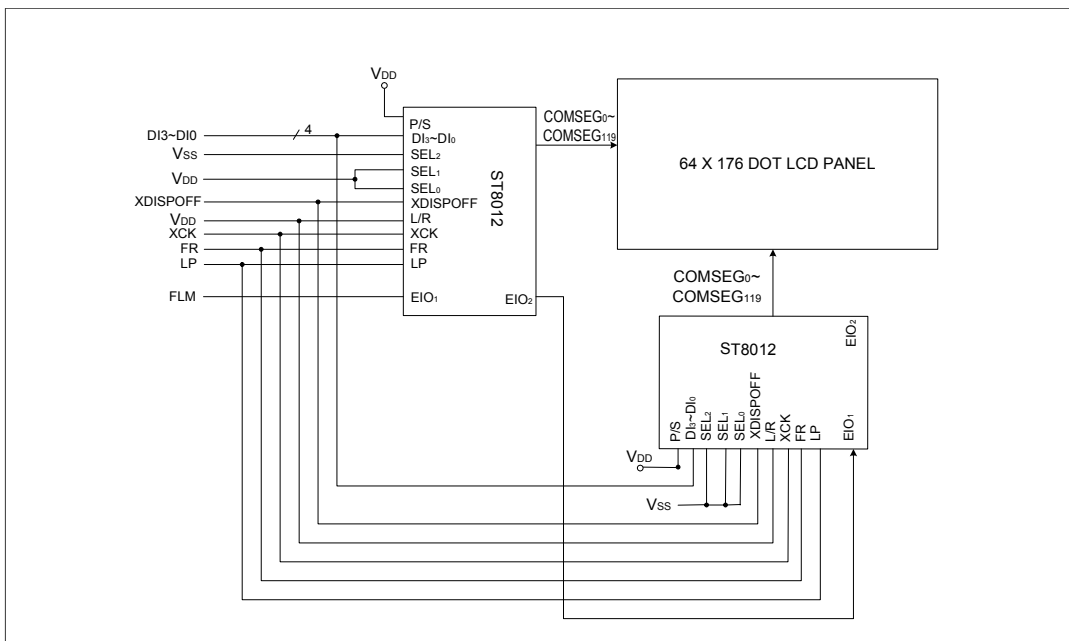 VDD
P/S
DI3~DI0
4
DI3~DI0
VSS
SEL2
VDD
SEL1
SEL0
XDISPOFF
XDISPOFF
VDD
L/R
XCK
XCK
FR
FR
LP
LP
FLM
EIO1
EIO2
ST8012
COMSEG0~
COMSEG119
64 X 176 DOT LCD PANEL
COMSEG0~
COMSEG119
ST8012
EIO2
P/S
DI3~DI0
SEL2
SEL1
SEL0
XDISPOFF
L/R
XCK
FR
LP
EIO1
VDD
VSS